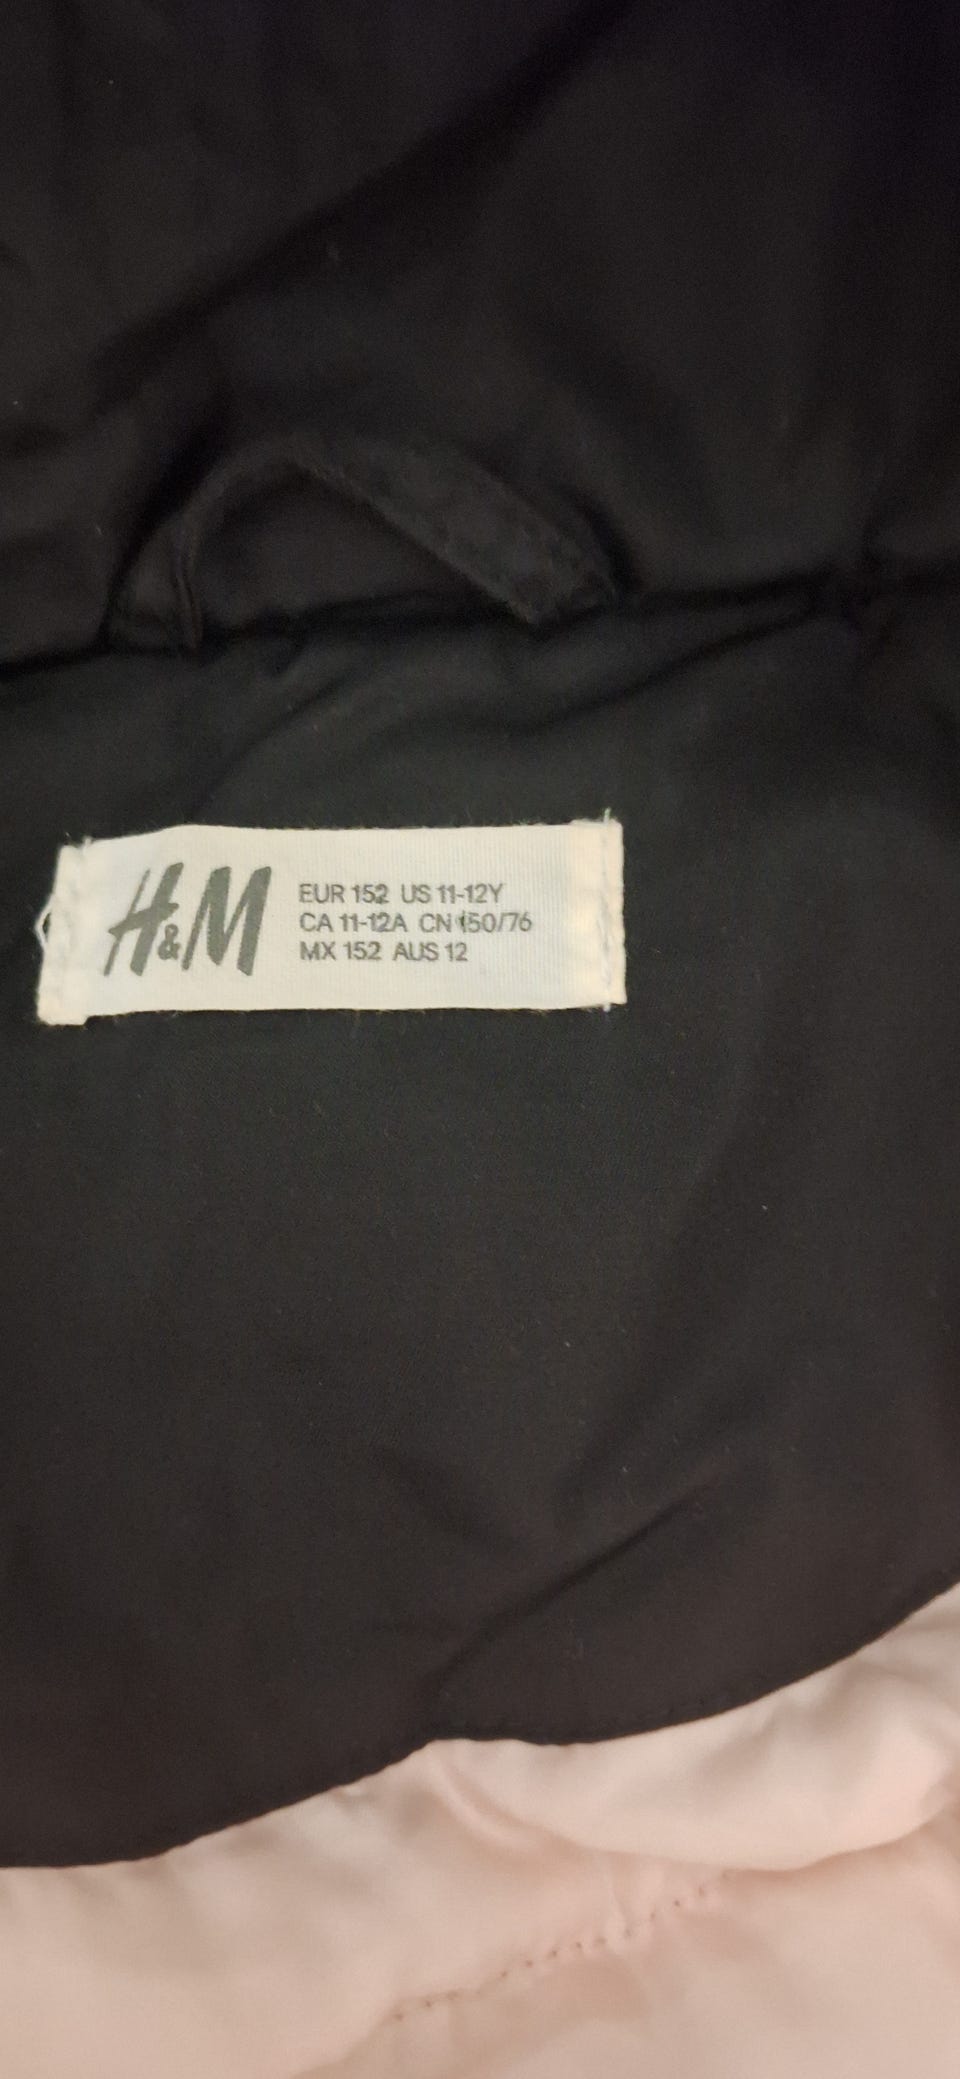 H&M
EUR 152 US 11-12Y
CA 11-12A CN 150/76
MX 152 AUS 12